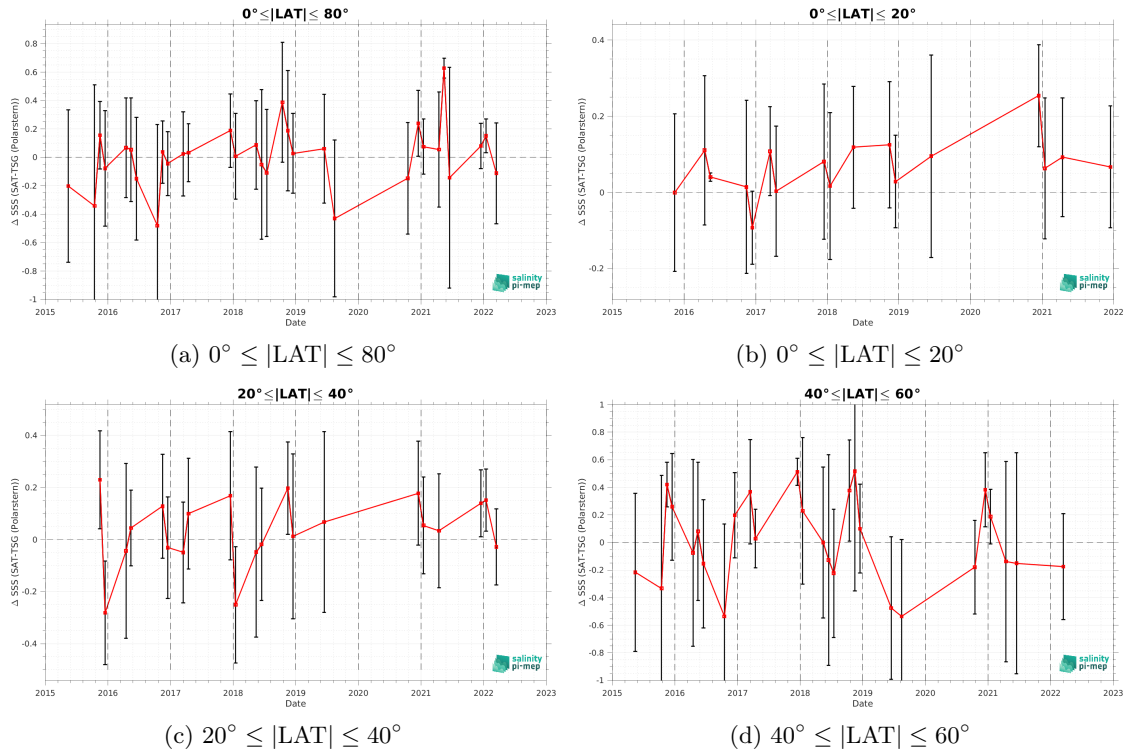 0°≤|LAT|≤ 80°
Δ SSS (SAT-TSG (Polarstern))
0.8
0.6
0.4
0.2
0
-0.2
-0.4
-0.6
-0.8
-1
2015 2016 2017 2018 2019 2020 2021 2022 2023
Date
salinity
pi-mep
(a) 0° ≤ |LAT| ≤ 80°
0°≤|LAT|≤ 20°
Δ SSS (SAT-TSG (Polarstern))
0.4
0.2
0
-0.2
2015 2016 2017 2018 2019 2020 2021 2022
Date
salinity
pi-mep
(b) 0° ≤ |LAT| ≤ 20°
20°≤|LAT|≤ 40°
Δ SSS (SAT-TSG (Polarstern))
0.4
0.2
0
-0.2
-0.4
2015 2016 2017 2018 2019 2020 2021 2022 2023
Date
salinity
pi-mep
(c) 20° ≤ |LAT| ≤ 40°
40°≤|LAT|≤ 60°
Δ SSS (SAT-TSG (Polarstern))
1
0.8
0.6
0.4
0.2
0
-0.2
-0.4
-0.6
-0.8
-1
2015 2016 2017 2018 2019 2020 2021 2022 2023
Date
salinity
pi-mep
(d) 40° ≤ |LAT| ≤ 60°